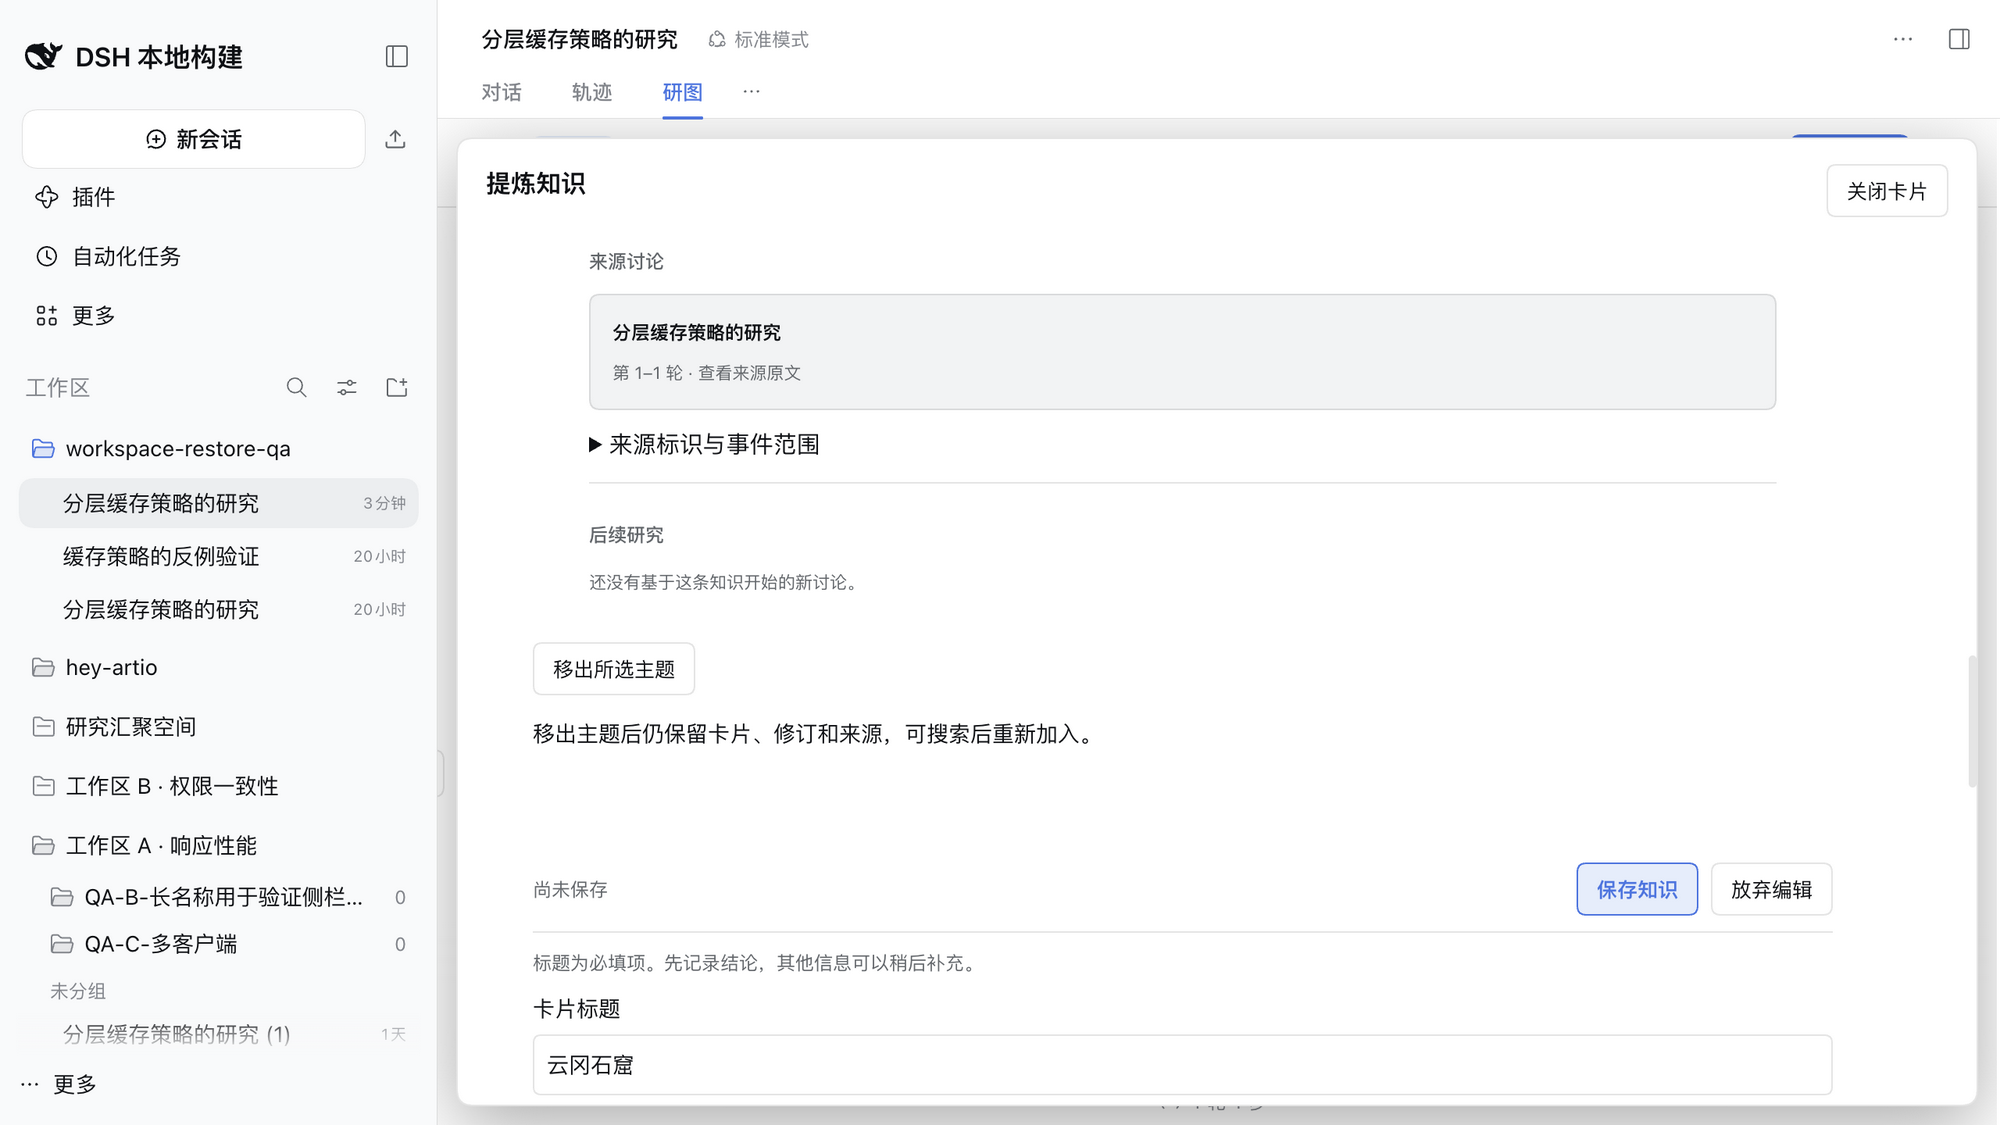 DSH 本地构建
新会话
插件
自动化任务
更多
工作区
workspace-restore-qa
分层缓存策略的研究 3分钟
缓存策略的反例验证 20小时
分层缓存策略的研究 20小时
hey-artio
研究汇聚空间
工作区 B · 权限一致性
工作区 A · 响应性能
QA-B-长名称用于验证侧栏... 0
QA-C-多客户端 0
未分组
分层缓存策略的研究 (1) 1天
··· 更多
分层缓存策略的研究 标准模式
对话 轨迹 研图 ···
提炼知识
关闭卡片
来源讨论
分层缓存策略的研究
第 1–1 轮 · 查看来源原文
▶ 来源标识与事件范围
后续研究
还没有基于这条知识开始的新讨论。
移出所选主题
移出主题后仍保留卡片、修订和来源，可搜索后重新加入。
尚未保存
保存知识 放弃编辑
标题为必填项。先记录结论，其他信息可以稍后补充。
卡片标题
云冈石窟